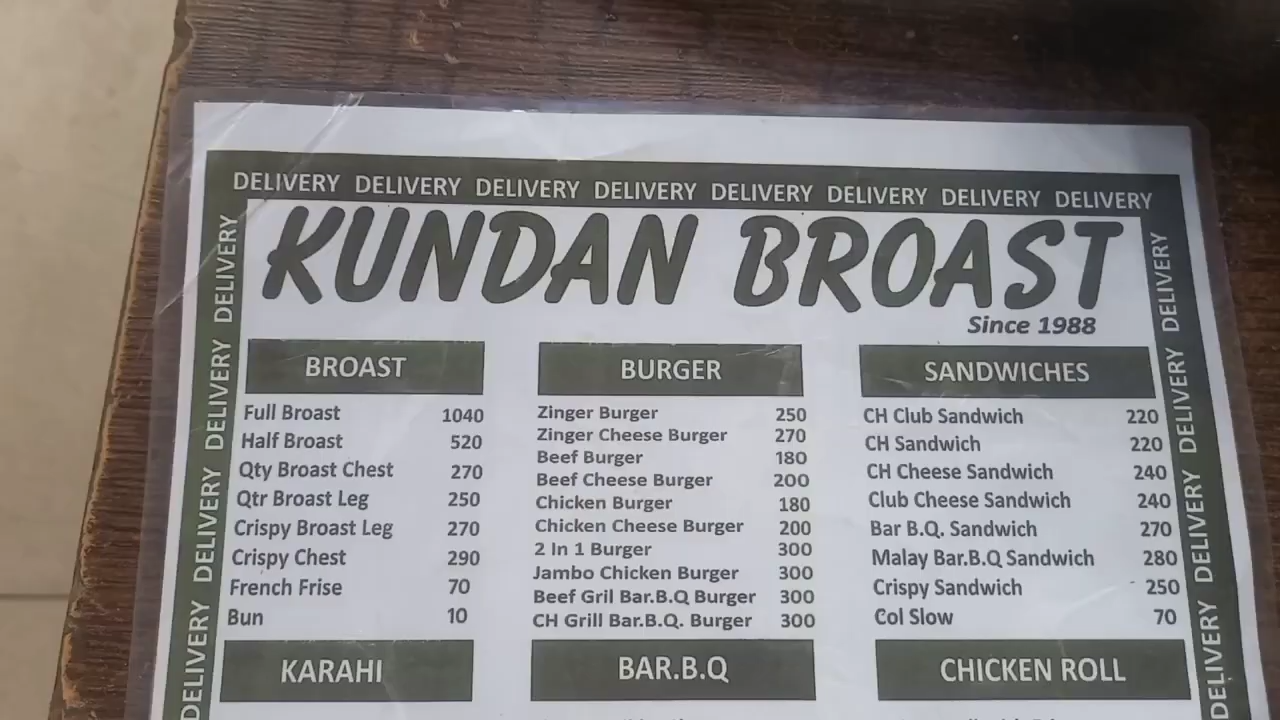 DELIVERY DELIVERY DELIVERY DELIVERY DELIVERY DELIVERY DELIVERY DELIVERY
DELIVERY DELIVERY DELIVERY DELIVERY DELIVERY
KUNDAN BROAST
Since 1988
BROAST
Full Broast 1040
Half Broast 520
Qty Broast Chest 270
Qtr Broast Leg 250
Crispy Broast Leg 270
Crispy Chest 290
French Frise 70
Bun 10
KARAHI
BURGER
Zinger Burger 250
Zinger Cheese Burger 270
Beef Burger 180
Beef Cheese Burger 200
Chicken Burger 180
Chicken Cheese Burger 200
2 In 1 Burger 300
Jambo Chicken Burger 300
Beef Gril Bar.B.Q Burger 300
CH Grill Bar.B.Q. Burger 300
BAR.B.Q
SANDWICHES
CH Club Sandwich 220
CH Sandwich 220
CH Cheese Sandwich 240
Club Cheese Sandwich 240
Bar B.Q. Sandwich 270
Malay Bar.B.Q Sandwich 280
Crispy Sandwich 250
Col Slow 70
CHICKEN ROLL
DELIVERY DELIVERY DELIVERY DELIVERY